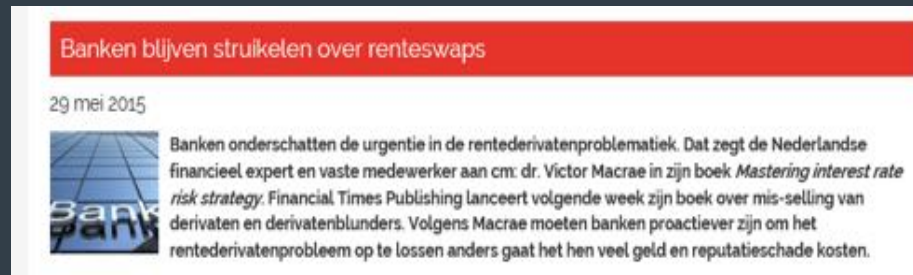 Banken blijven struikelen over renteswaps
29 mei 2015
Bank
Bank
Banken onderschatten de urgentie in de rentederivatenproblematiek. Dat zegt de Nederlandse
financieel expert en vaste medewerker aan cm: dr. Victor Macrae in zijn boek Mastering interest rate
risk strategy. Financial Times Publishing lanceert volgende week zijn boek over mis-selling van
derivaten en derivatenblunders. Volgens Macrae moeten banken proactiever zijn om het
rentederivatenprobleem op te lossen anders gaat het hen veel geld en reputatieschade kosten.